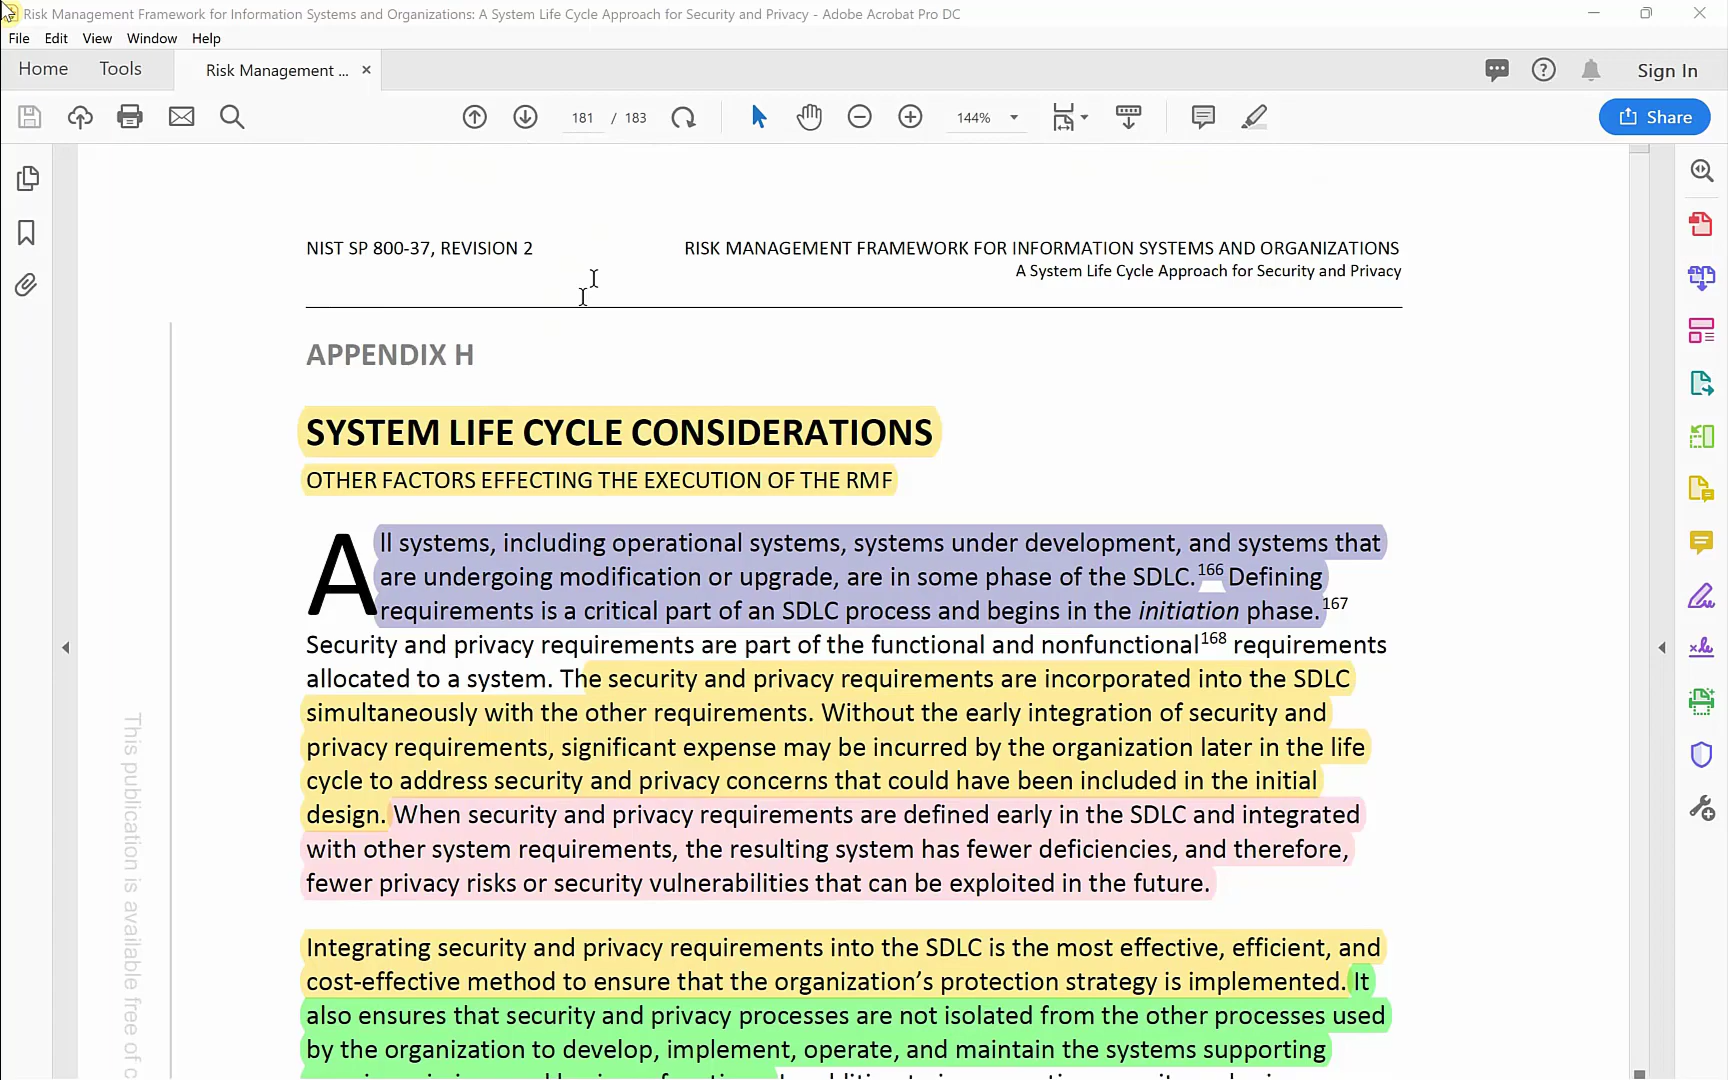 Risk Management Framework for Information Systems and Organizations: A System Life Cycle Approach for Security and Privacy - Adobe Acrobat Pro DC
File Edit View Window Help
Home Tools Risk Management ... × Sign In
181 / 183 144% Share
NIST SP 800-37, REVISION 2
RISK MANAGEMENT FRAMEWORK FOR INFORMATION SYSTEMS AND ORGANIZATIONS
A System Life Cycle Approach for Security and Privacy
APPENDIX H
SYSTEM LIFE CYCLE CONSIDERATIONS
OTHER FACTORS EFFECTING THE EXECUTION OF THE RMF
All systems, including operational systems, systems under development, and systems that
are undergoing modification or upgrade, are in some phase of the SDLC.166 Defining
requirements is a critical part of an SDLC process and begins in the initiation phase.167
Security and privacy requirements are part of the functional and nonfunctional168 requirements
allocated to a system. The security and privacy requirements are incorporated into the SDLC
simultaneously with the other requirements. Without the early integration of security and
privacy requirements, significant expense may be incurred by the organization later in the life
cycle to address security and privacy concerns that could have been included in the initial
design. When security and privacy requirements are defined early in the SDLC and integrated
with other system requirements, the resulting system has fewer deficiencies, and therefore,
fewer privacy risks or security vulnerabilities that can be exploited in the future.
Integrating security and privacy requirements into the SDLC is the most effective, efficient, and
cost-effective method to ensure that the organization's protection strategy is implemented. It
also ensures that security and privacy processes are not isolated from the other processes used
by the organization to develop, implement, operate, and maintain the systems supporting
This publication is available free of c